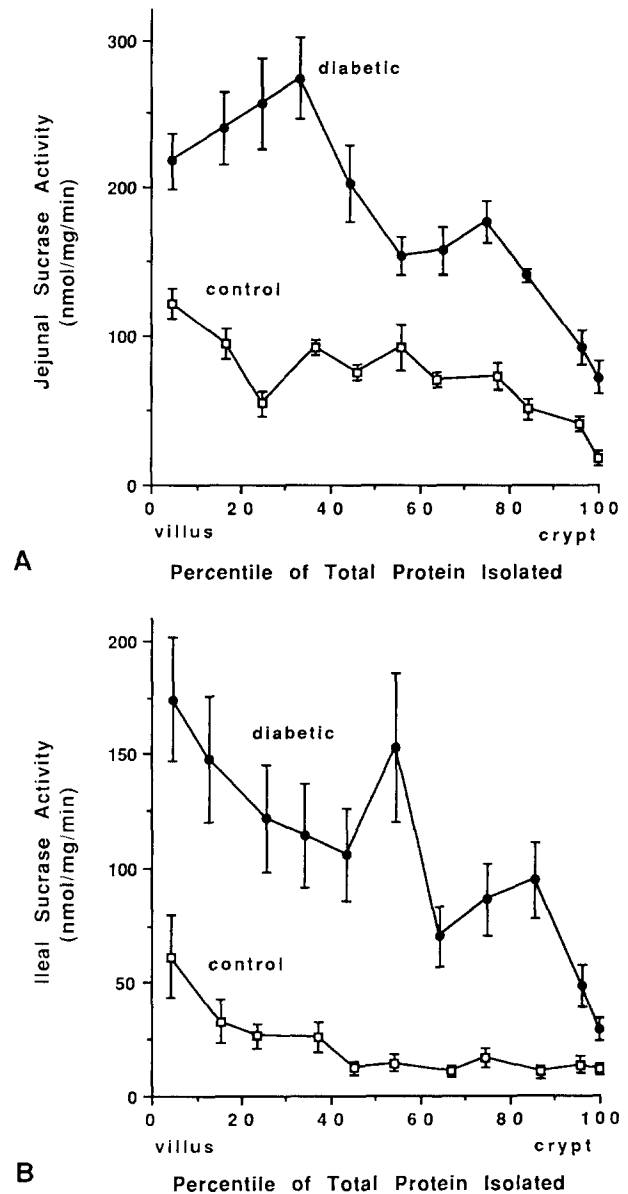 300
diabetic
200
control
100
0
Jejunal Sucrase Activity
(nmol/mg/min)
0 20 40 60 80 100
villus crypt
A
Percentile of Total Protein Isolated
200
diabetic
150
100
control
50
0
Ileal Sucrase Activity
(nmol/mg/min)
0 20 40 60 80 100
villus crypt
B
Percentile of Total Protein Isolated